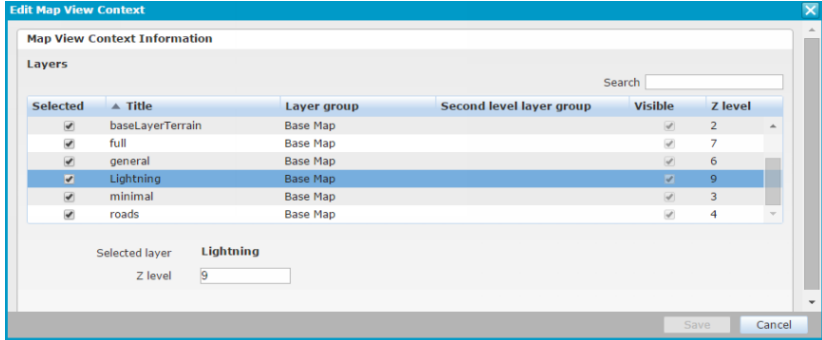 Edit Map View Context
Map View Context Information
Layers
Search
Selected Title Layer group Second level layer group Visible Z level
baseLayerTerrain Base Map 2
full Base Map 7
general Base Map 6
Lightning Base Map 9
minimal Base Map 3
roads Base Map 4
Selected layer Lightning
Z level 9
Save Cancel